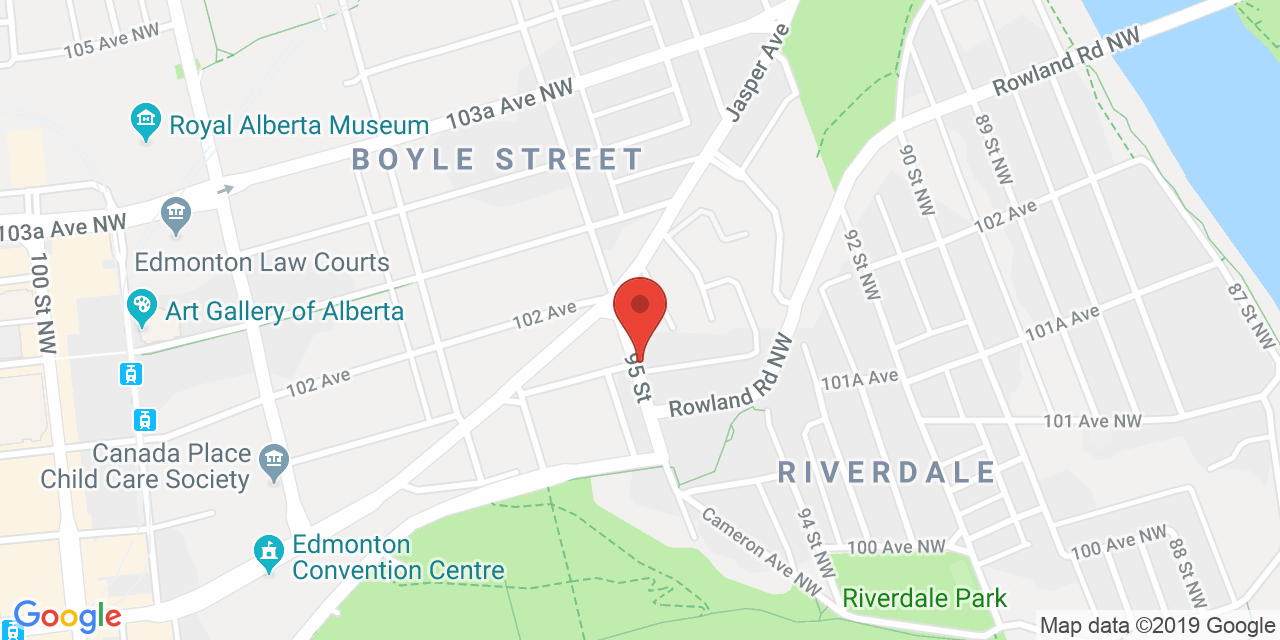 105 Ave NW
Jasper Ave
Rowland Rd NW
103a Ave NW
Royal Alberta Museum
BOYLE STREET
89 St NW
90 St NW
102 Ave
103a Ave NW
Edmonton Law Courts
92 St NW
100 St NW
Art Gallery of Alberta
102 Ave
101A Ave
87 St NW
102 Ave
95 St
Rowland Rd NW
101A Ave
101 Ave NW
Canada Place
Child Care Society
RIVERDALE
Cameron Ave NW
94 St NW
100 Ave NW
100 Ave NW
88 St NW
Edmonton
Convention Centre
Riverdale Park
Google
Map data ©2019 Google